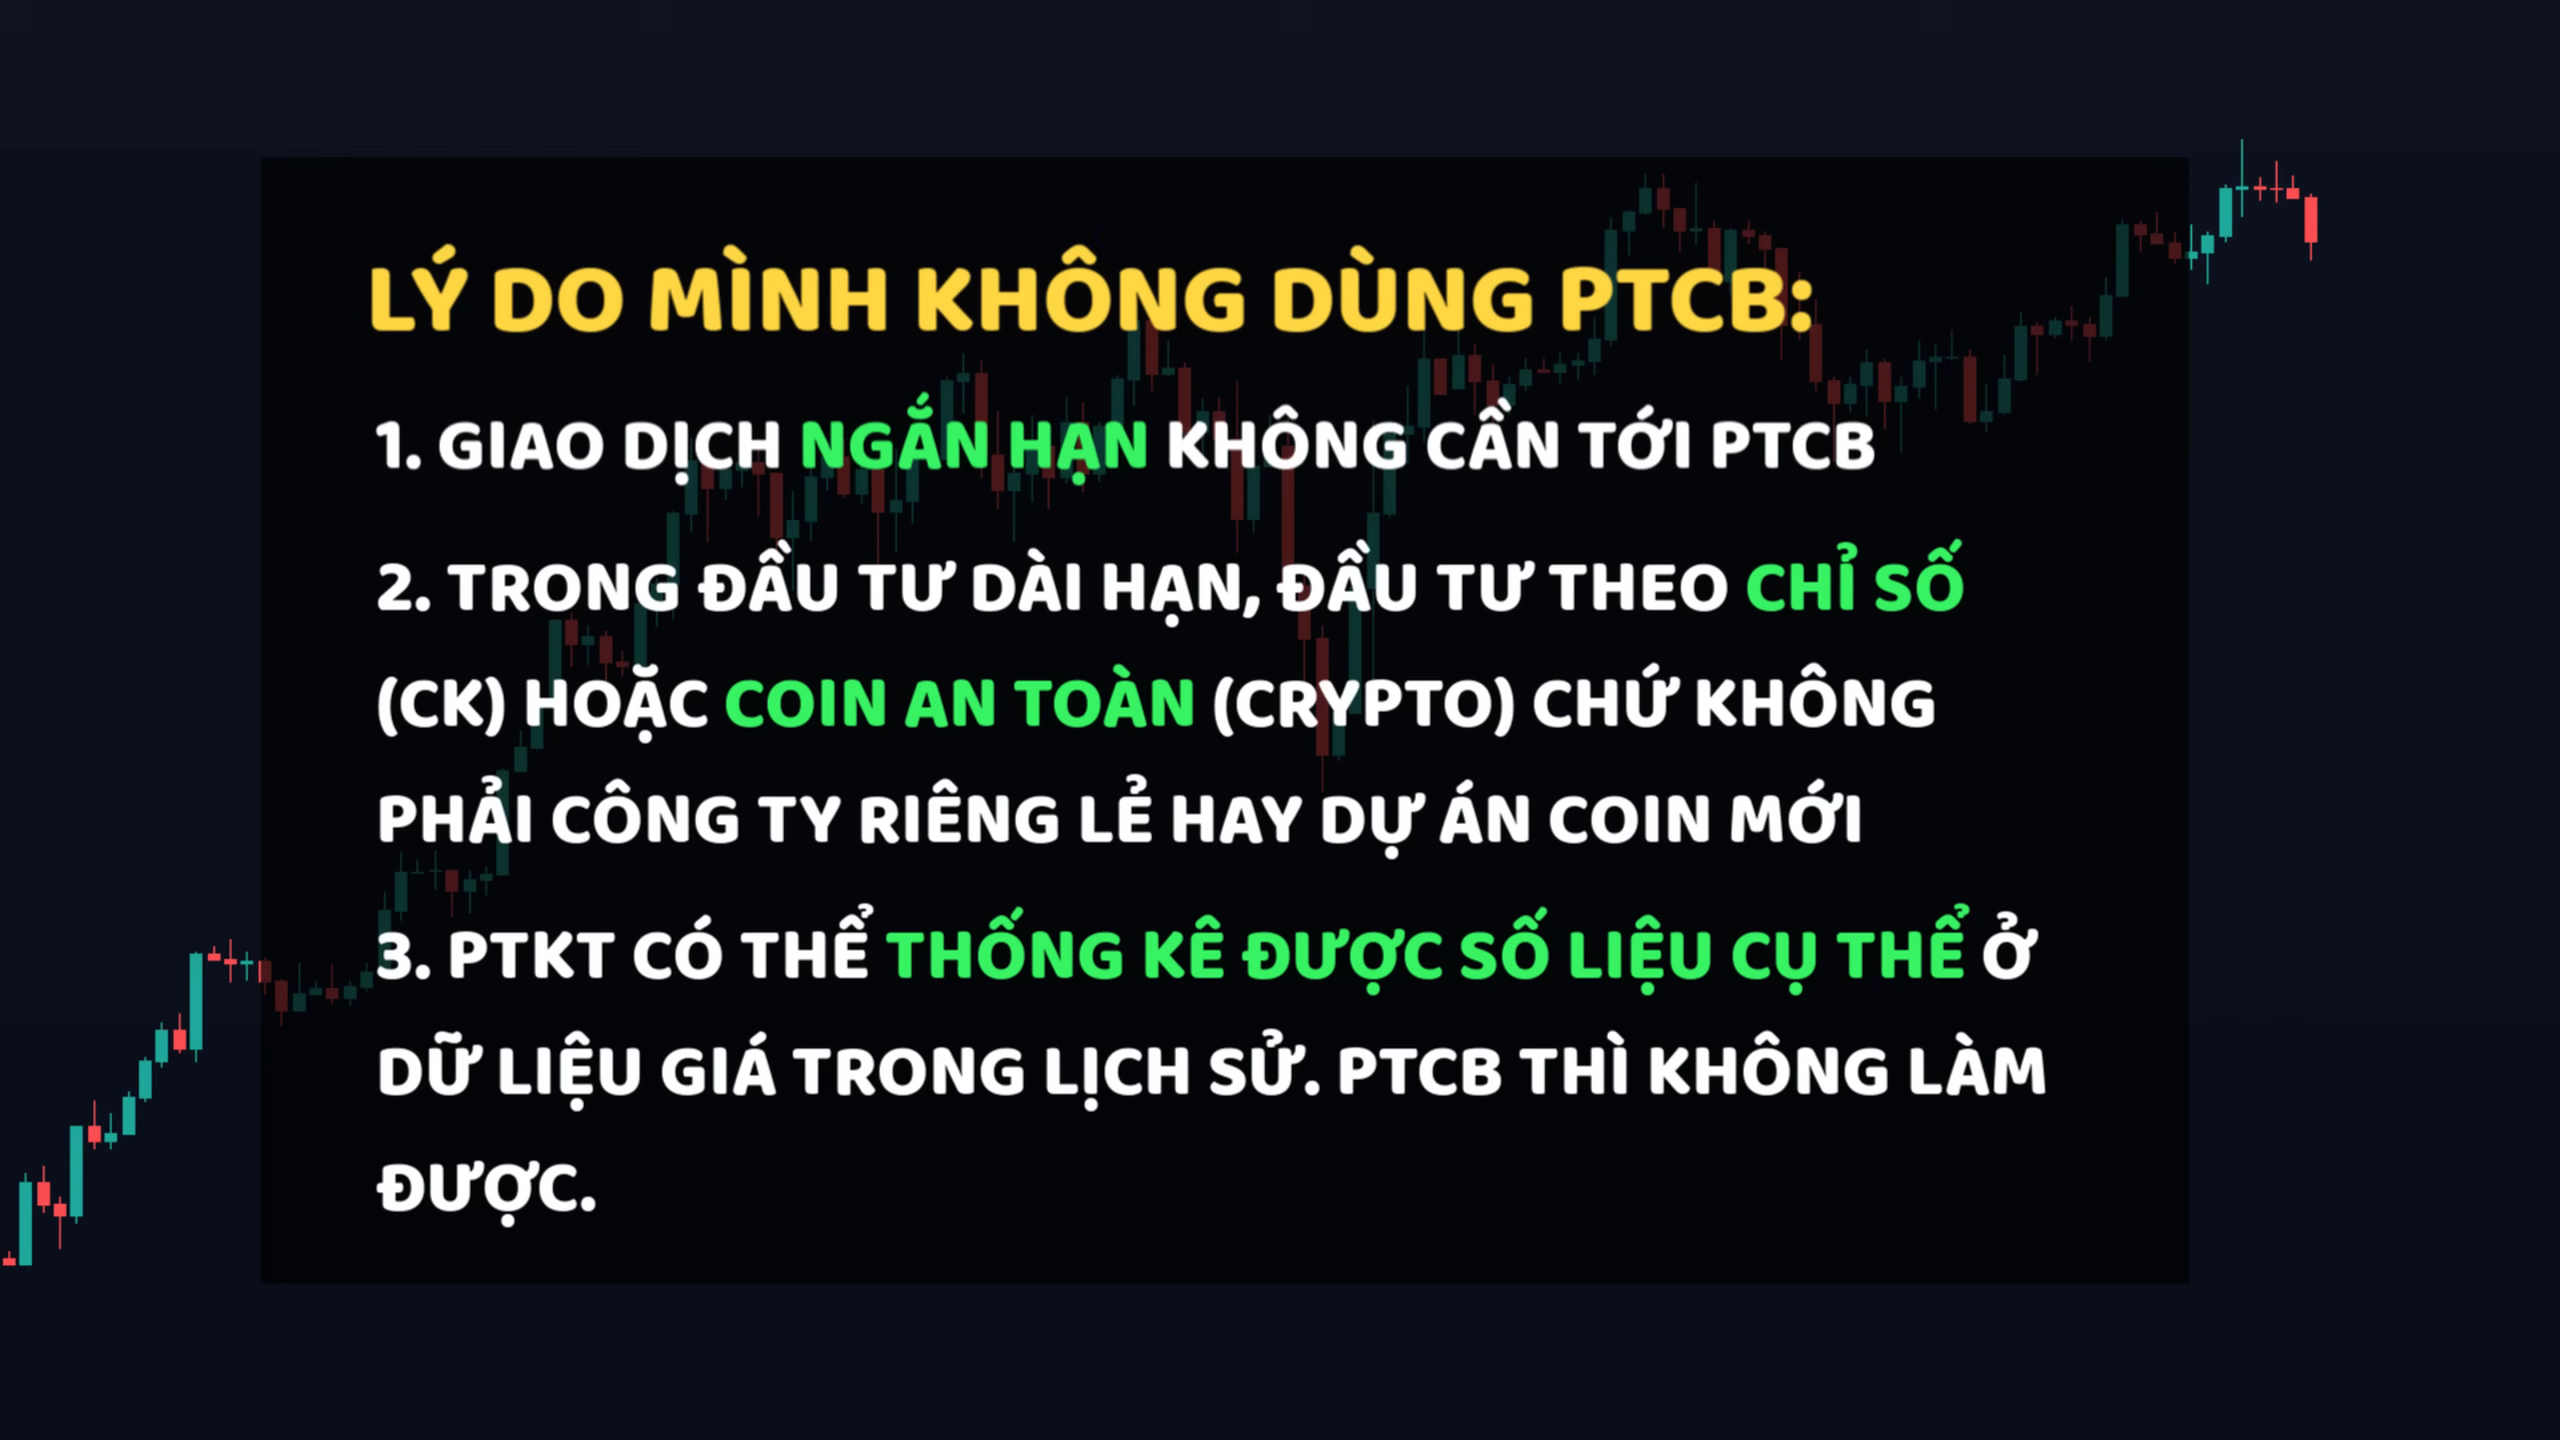 LÝ DO MÌNH KHÔNG DÙNG PTCB:
1. GIAO DỊCH NGẮN HẠN KHÔNG CẦN TỚI PTCB
2. TRONG ĐẦU TƯ DÀI HẠN, ĐẦU TƯ THEO CHỈ SỐ
(CK) HOẶC COIN AN TOÀN (CRYPTO) CHỨ KHÔNG
PHẢI CÔNG TY RIÊNG LẺ HAY DỰ ÁN COIN MỚI
3. PTKT CÓ THỂ THỐNG KÊ ĐƯỢC SỐ LIỆU CỤ THỂ Ở
DỮ LIỆU GIÁ TRONG LỊCH SỬ. PTCB THÌ KHÔNG LÀM
ĐƯỢC.